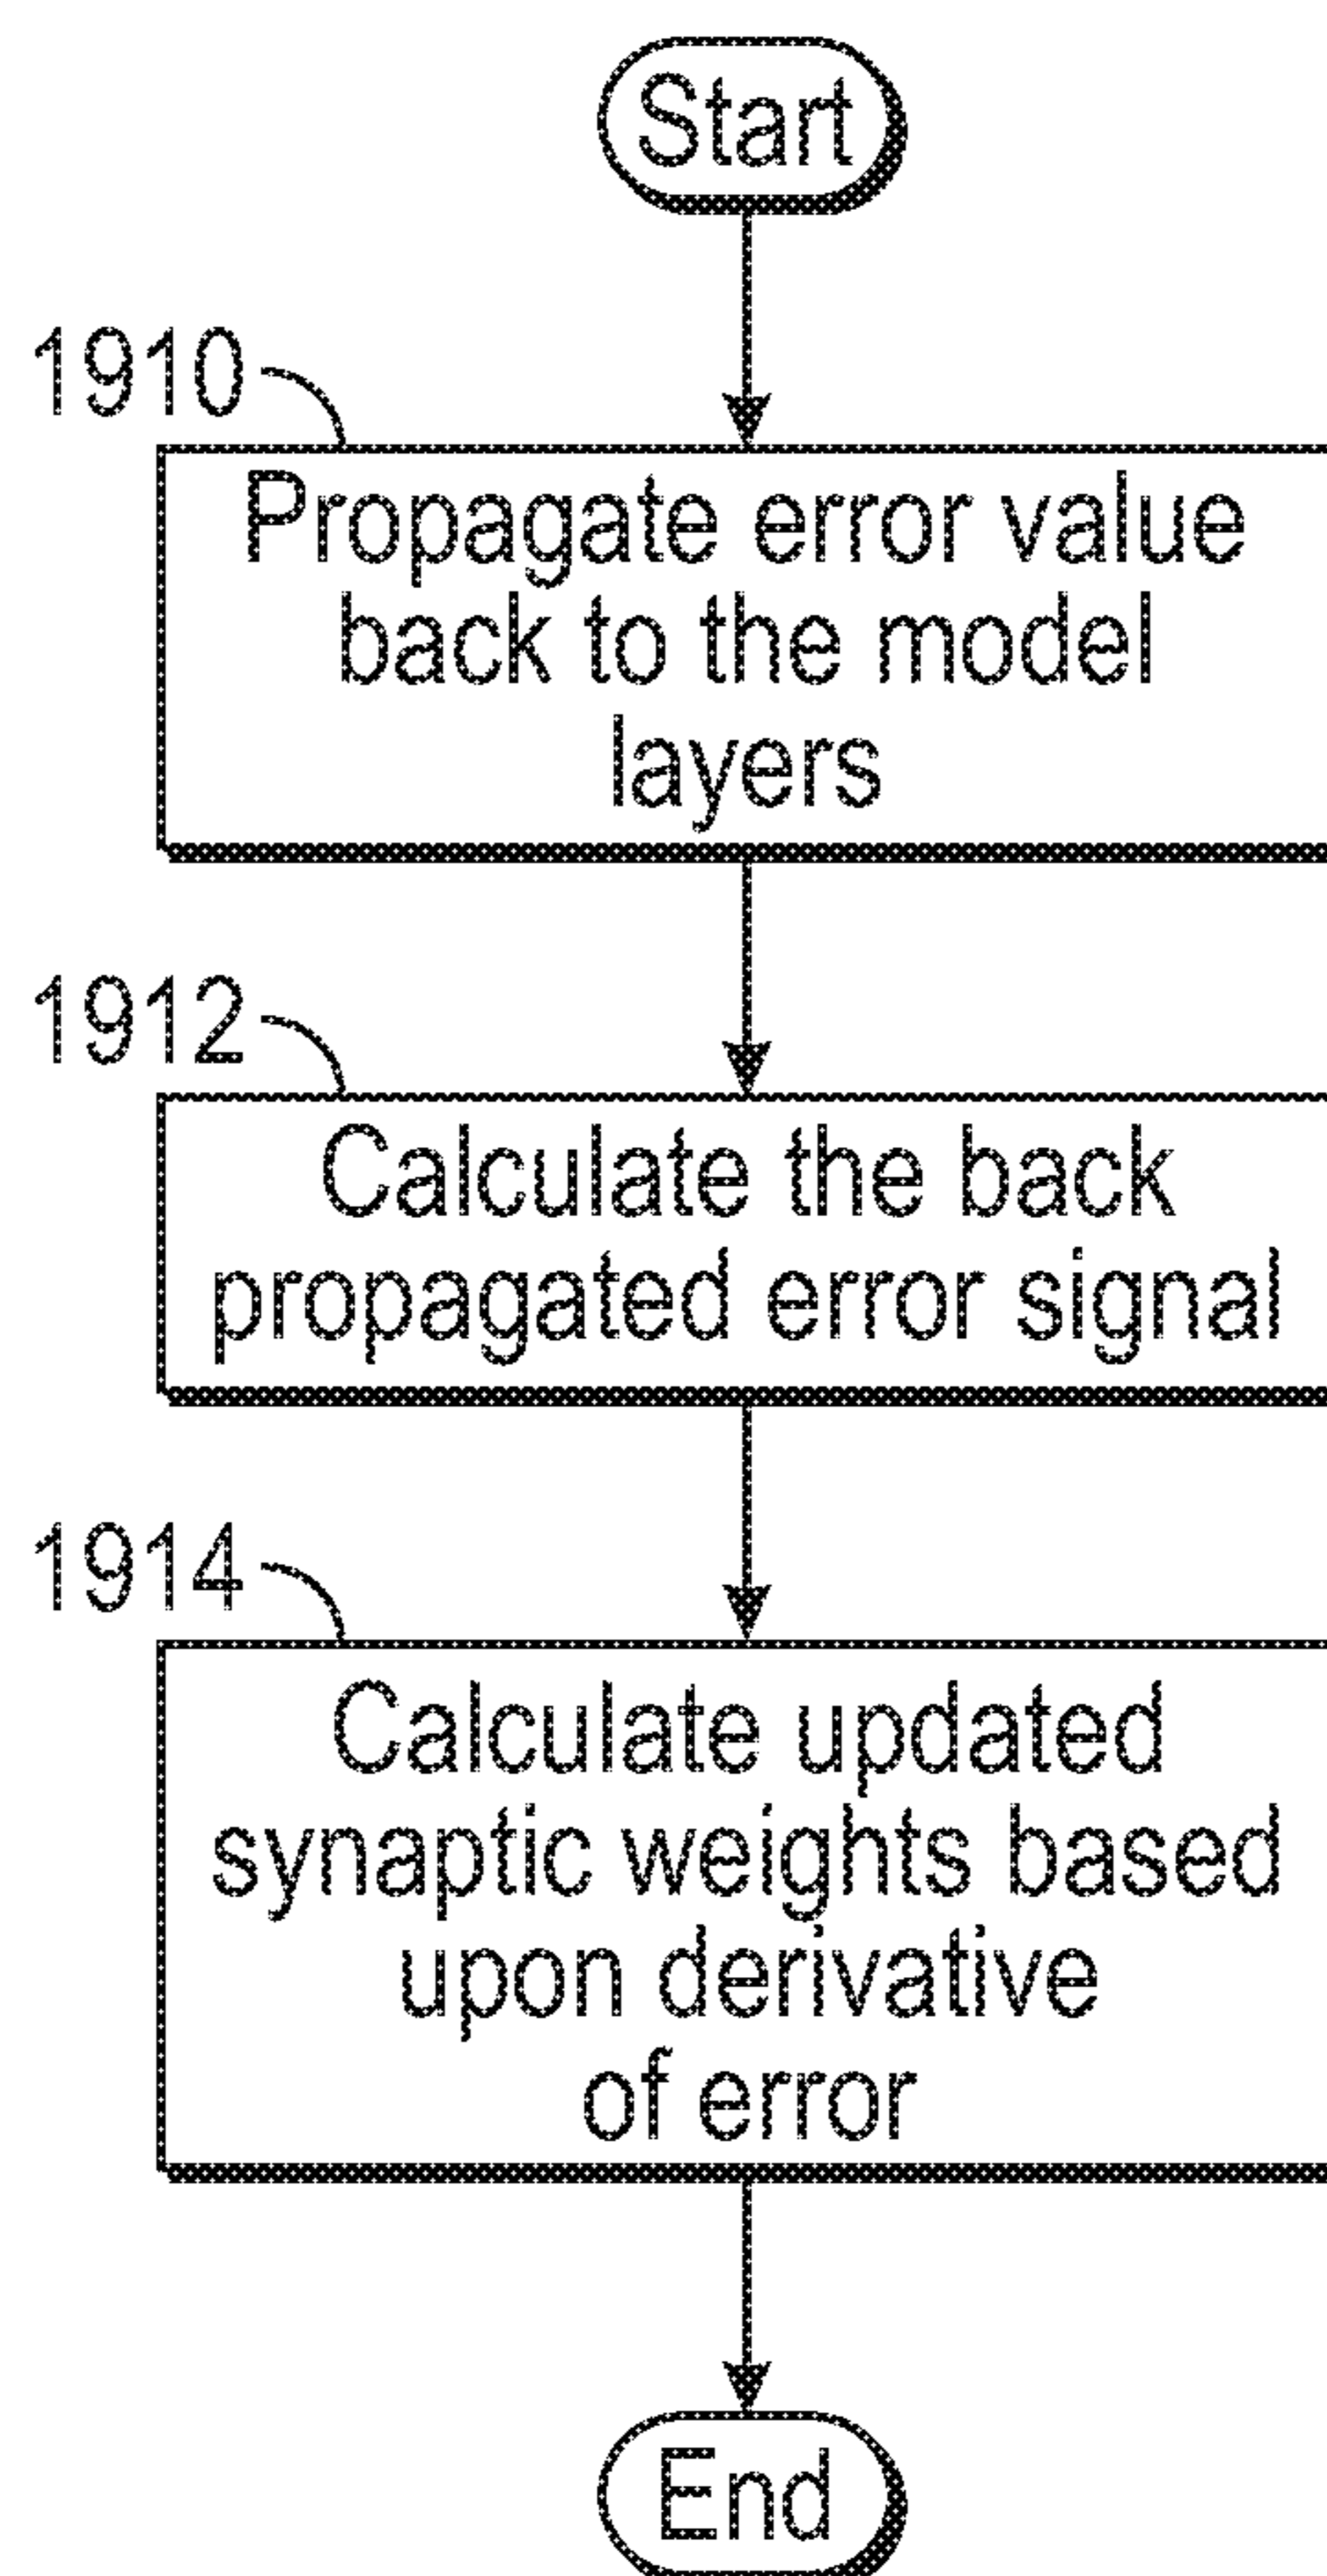 Start
1910
Propagate error value
back to the model
layers
1912
Calculate the back
propagated error signal
1914
Calculate updated
synaptic weights based
upon derivative
of error
End